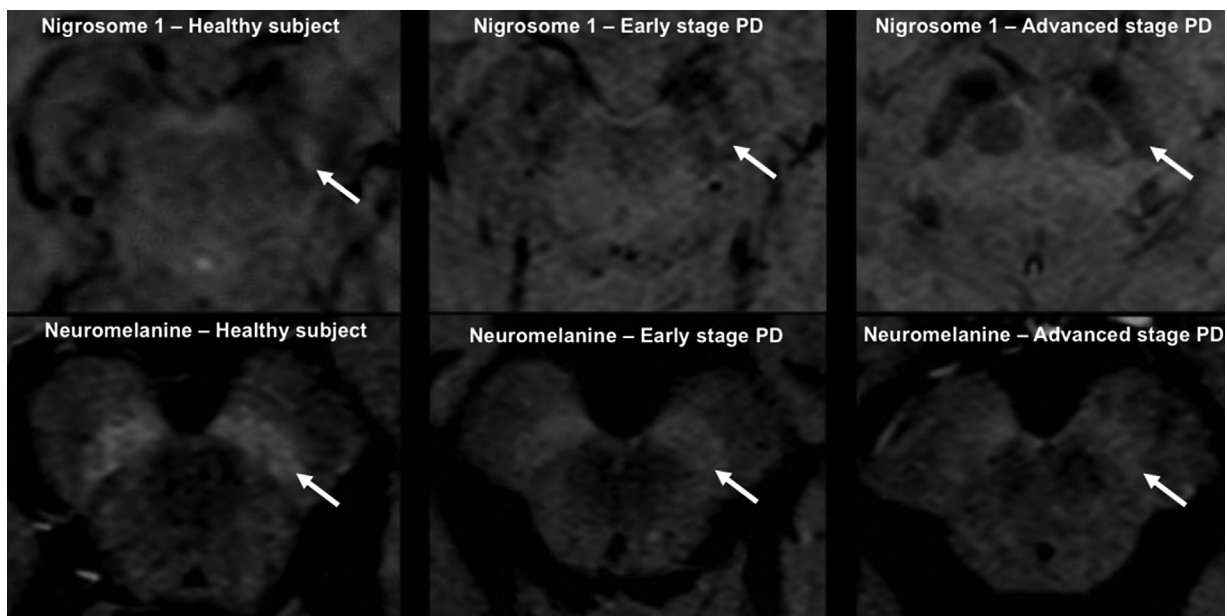 Nigrosome 1 – Healthy subject
Nigrosome 1 – Early stage PD
Nigrosome 1 – Advanced stage PD
Neuromelanine – Healthy subject
Neuromelanine – Early stage PD
Neuromelanine – Advanced stage PD